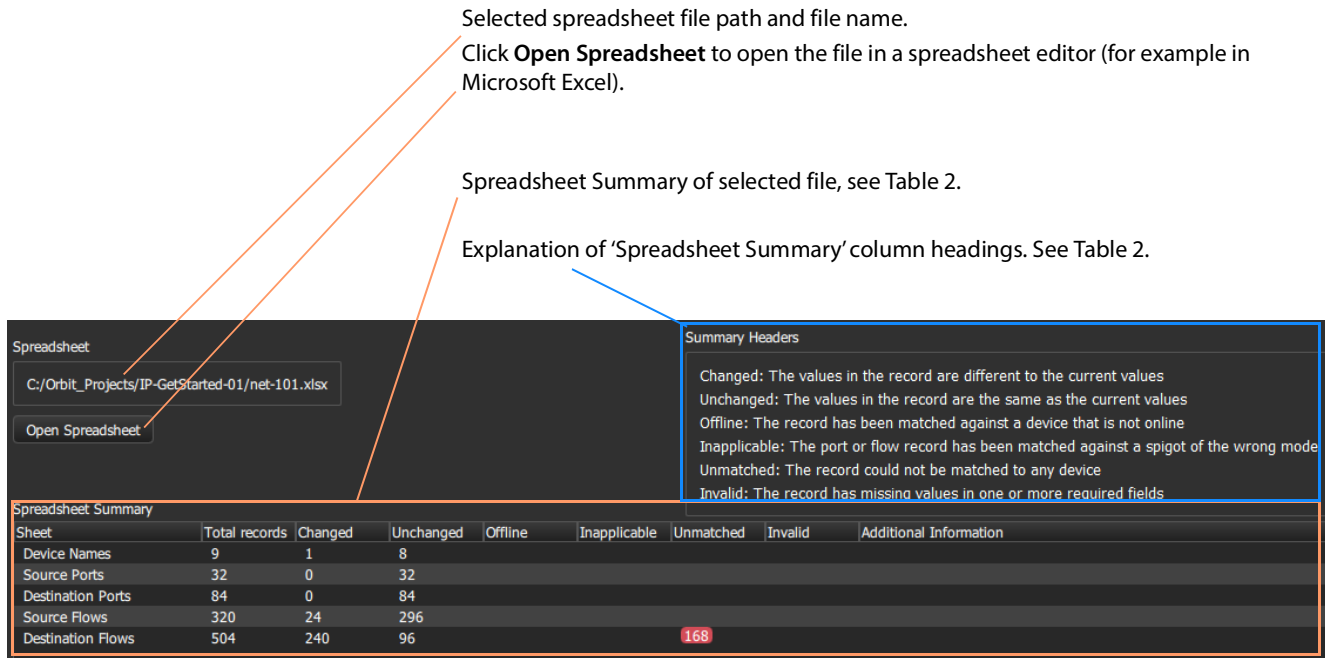 Selected spreadsheet file path and file name.
Click Open Spreadsheet to open the file in a spreadsheet editor (for example in
Microsoft Excel).
Spreadsheet Summary of selected file, see Table 2.
Explanation of ‘Spreadsheet Summary’ column headings. See Table 2.
Spreadsheet
C:/Orbit_Projects/IP-GetStarted-01/net-101.xlsx
Open Spreadsheet
Summary Headers
Changed: The values in the record are different to the current values
Unchanged: The values in the record are the same as the current values
Offline: The record has been matched against a device that is not online
Inapplicable: The port or flow record has been matched against a spigot of the wrong mode
Unmatched: The record could not be matched to any device
Invalid: The record has missing values in one or more required fields
Spreadsheet Summary
Sheet Total records Changed Unchanged Offline Inapplicable Unmatched Invalid Additional Information
Device Names 9 1 8
Source Ports 32 0 32
Destination Ports 84 0 84
Source Flows 320 24 296
Destination Flows 504 240 96 168